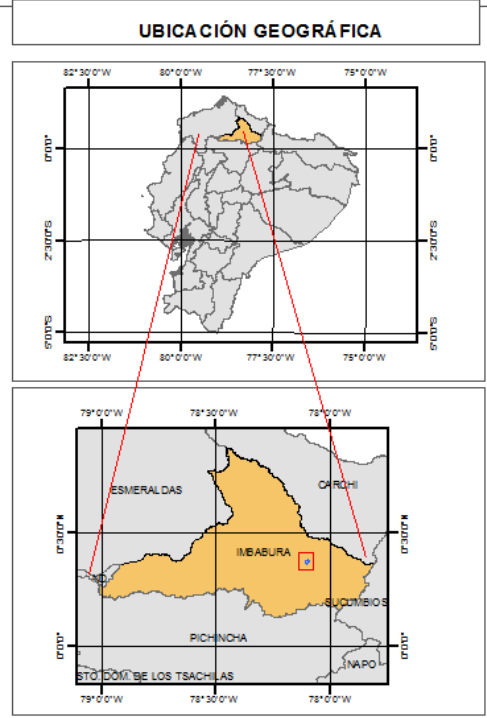 UBICACIÓN GEOGRÁFICA
82°30'0"W 80°0'0"W 77°30'0"W 75°0'0"W
0°0'0" 0°0'0"
2°30'0"S 2°30'0"S
5°0'0"S 5°0'0"S
82°30'0"W 80°0'0"W 77°30'0"W 75°0'0"W
79°0'0"W 78°30'0"W 78°0'0"W
ESMERALDAS CARCHI
0°30'0"N 0°30'0"N
IMBABURA
SUCUMBIOS
PICHINCHA
0°0'0" 0°0'0"
NAPO
STO. DOM. DE LOS TSACHILAS
79°0'0"W 78°30'0"W 78°0'0"W